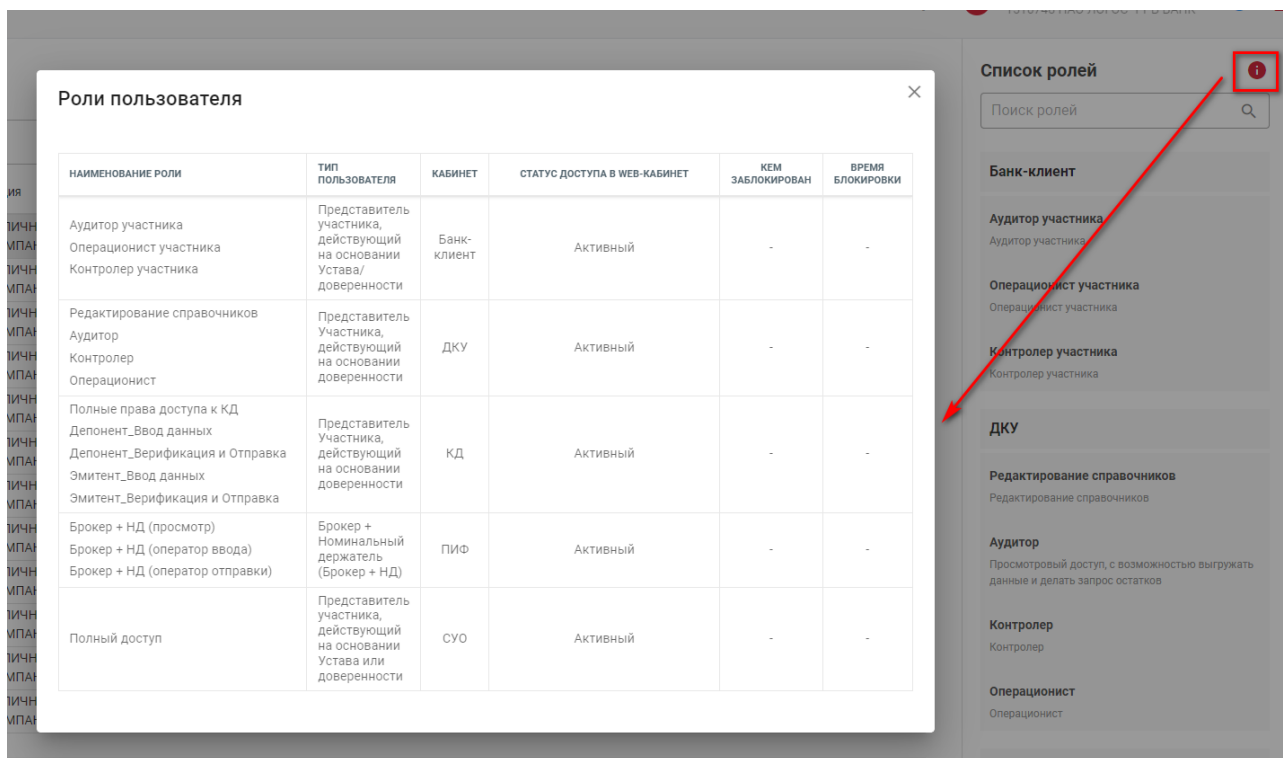 Список ролей
Поиск ролей
Роли пользователя
НАИМЕНОВАНИЕ РОЛИ
ТИП
ПОЛЬЗОВАТЕЛЯ
КАБИНЕТ
СТАТУС ДОСТУПА В WEB-КАБИНЕТ
КЕМ
ЗАБЛОКИРОВАН
ВРЕМЯ
БЛОКИРОВКИ
Аудитор участника
Операционист участника
Контролер участника
Представитель
участника,
действующий
на основании
Устава/
доверенности
Банк-
клиент
Активный
-
-
Редактирование справочников
Аудитор
Контролер
Операционист
Представитель
Участника,
действующий
на основании
доверенности
ДКУ
Активный
-
-
Полные права доступа к КД
Депонент_Ввод данных
Депонент_Верификация и Отправка
Эмитент_Ввод данных
Эмитент_Верификация и Отправка
Представитель
Участника,
действующий
на основании
доверенности
КД
Активный
-
-
Брокер + НД (просмотр)
Брокер + НД (оператор ввода)
Брокер + НД (оператор отправки)
Брокер +
Номинальный
держатель
(Брокер + НД)
ПИФ
Активный
-
-
Полный доступ
Представитель
участника,
действующий
на основании
Устава или
доверенности
СУО
Активный
-
-
Банк-клиент
Аудитор участника
Аудитор участника
Операционист участника
Операционист участника
Контролер участника
Контролер участника
ДКУ
Редактирование справочников
Редактирование справочников
Аудитор
Просмотровый доступ, с возможностью выгружать
данные и делать запрос остатков
Контролер
Контролер
Операционист
Операционист